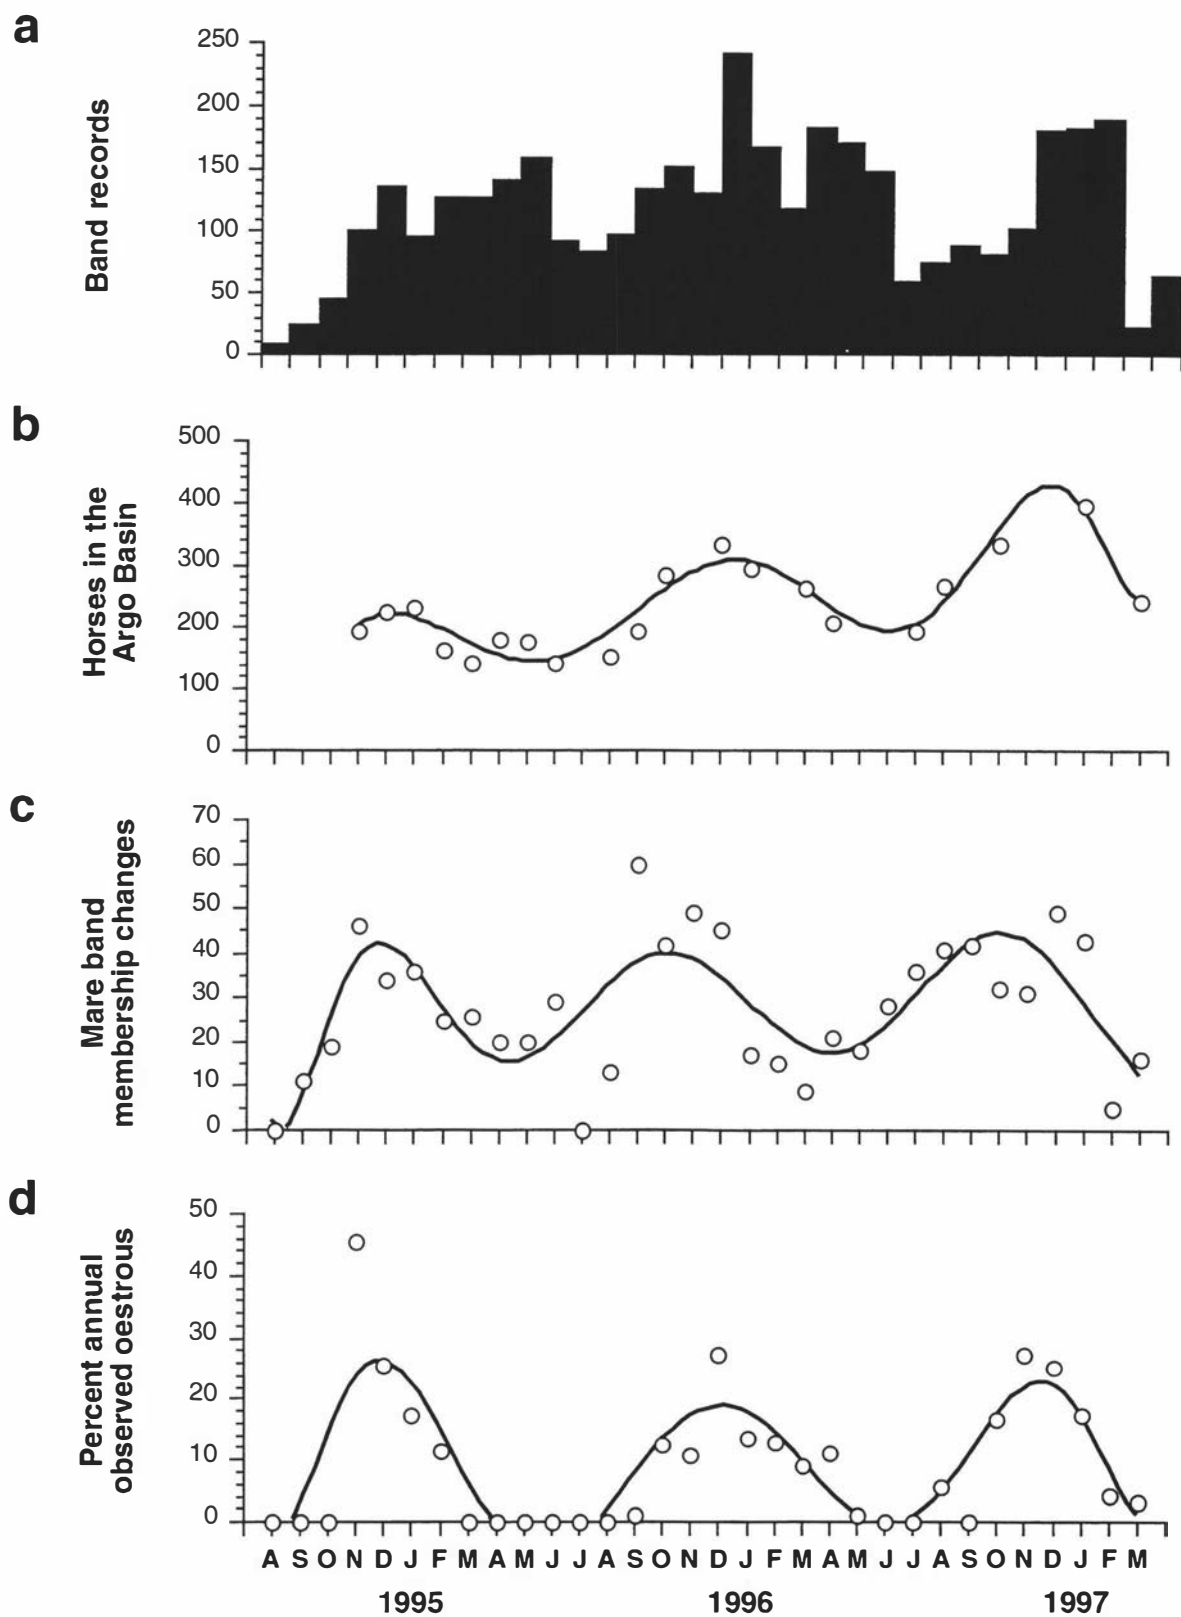 a
250
200
150
100
50
0
Band records
b
500
400
300
200
100
0
Horses in the
Argo Basin
c
70
60
50
40
30
20
10
0
Mare band
membership changes
d
50
40
30
20
10
0
Percent annual
observed oestrous
A S O N D J F M A M J J A S O N D J F M A M J J A S O N D J F M
1995 1996 1997